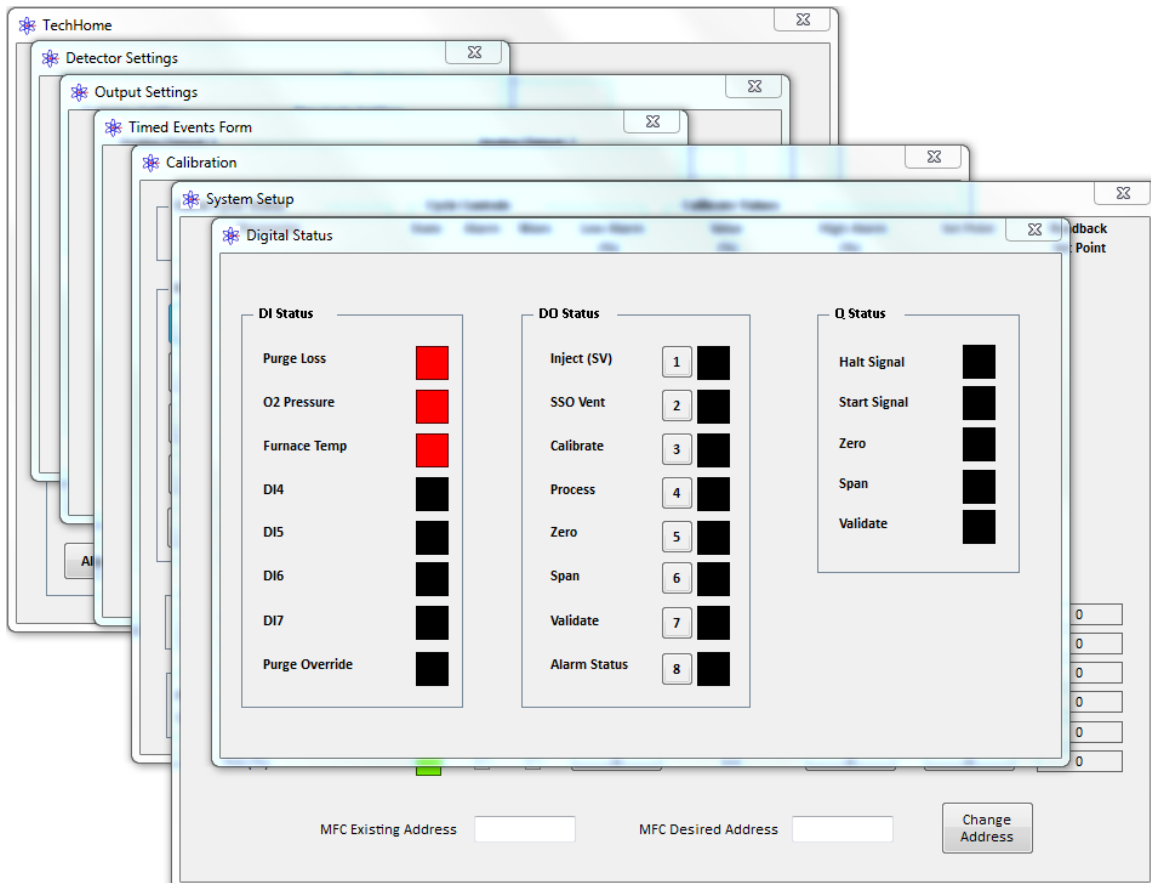 TechHome
Detector Settings
Output Settings
Timed Events Form
Calibration
System Setup
Digital Status
dback
Point
DI Status
Purge Loss
O2 Pressure
Furnace Temp
DI4
DI5
DI6
DI7
Purge Override
DO Status
Inject (SV) 1
SSO Vent 2
Calibrate 3
Process 4
Zero 5
Span 6
Validate 7
Alarm Status 8
Q Status
Halt Signal
Start Signal
Zero
Span
Validate
0
0
0
0
0
0
MFC Existing Address
MFC Desired Address
Change
Address